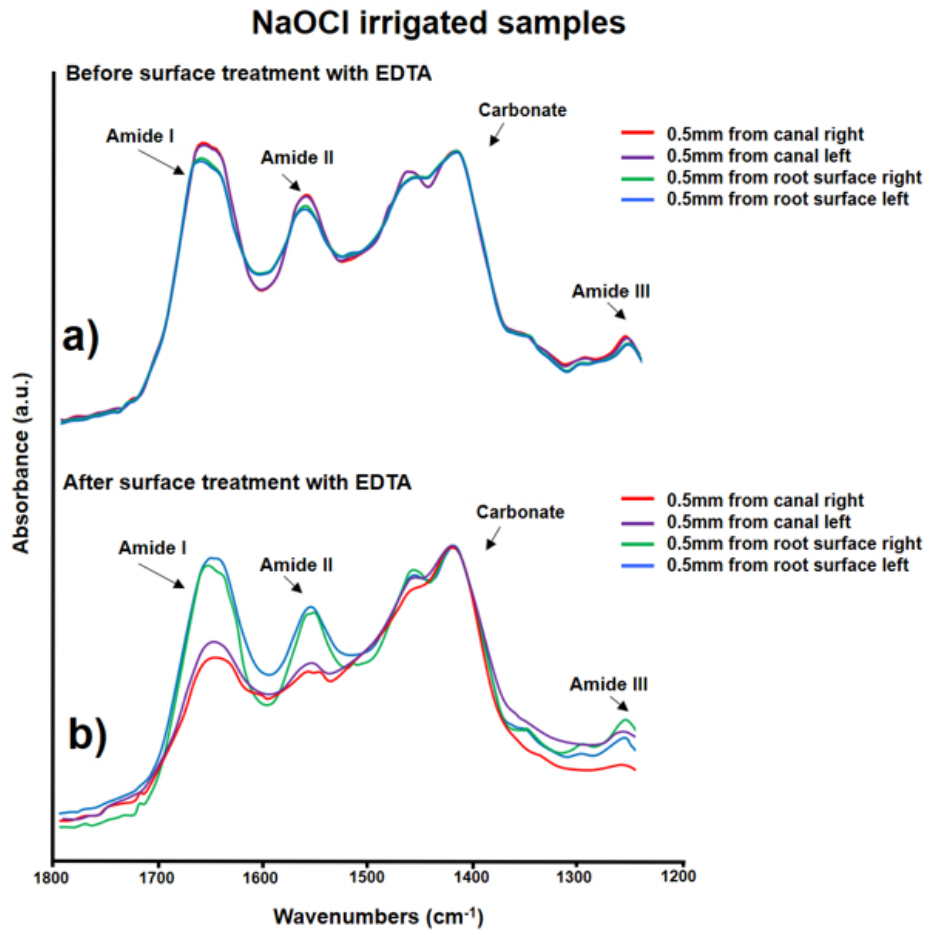 NaOCl irrigated samples
Before surface treatment with EDTA
Carbonate
Amide I
Amide II
0.5mm from canal right
0.5mm from canal left
0.5mm from root surface right
0.5mm from root surface left
Amide III
a)
Absorbance (a.u.)
After surface treatment with EDTA
Carbonate
Amide I
Amide II
0.5mm from canal right
0.5mm from canal left
0.5mm from root surface right
0.5mm from root surface left
Amide III
b)
1800 1700 1600 1500 1400 1300 1200
Wavenumbers (cm⁻¹)